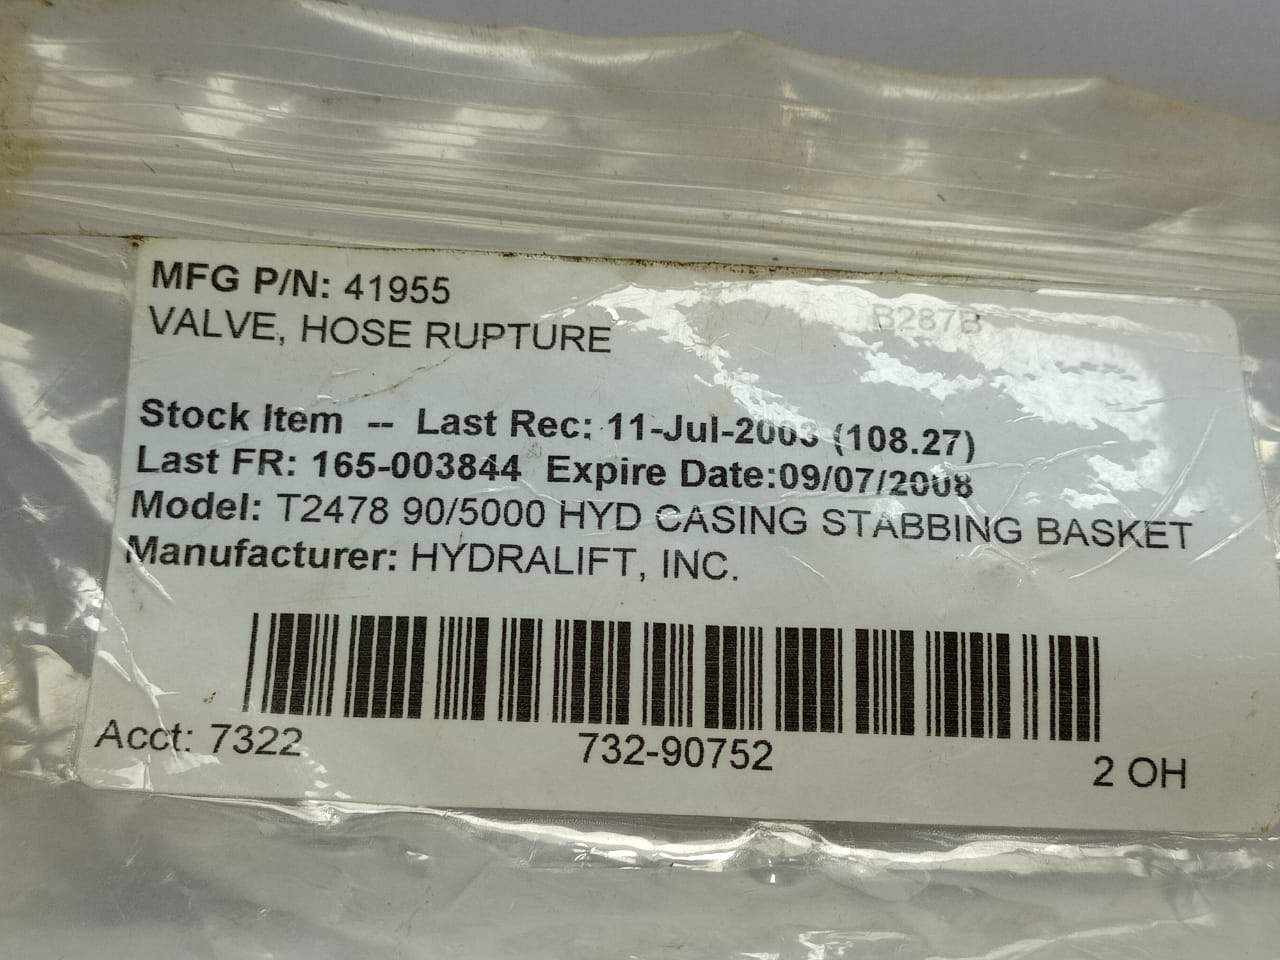 MFG P/N: 41955
B287B
VALVE, HOSE RUPTURE
Stock Item -- Last Rec: 11-Jul-2003 (108.27)
Last FR: 165-003844 Expire Date:09/07/2008
Model: T2478 90/5000 HYD CASING STABBING BASKET
Manufacturer: HYDRALIFT, INC.
Acct: 7322
732-90752
2 OH